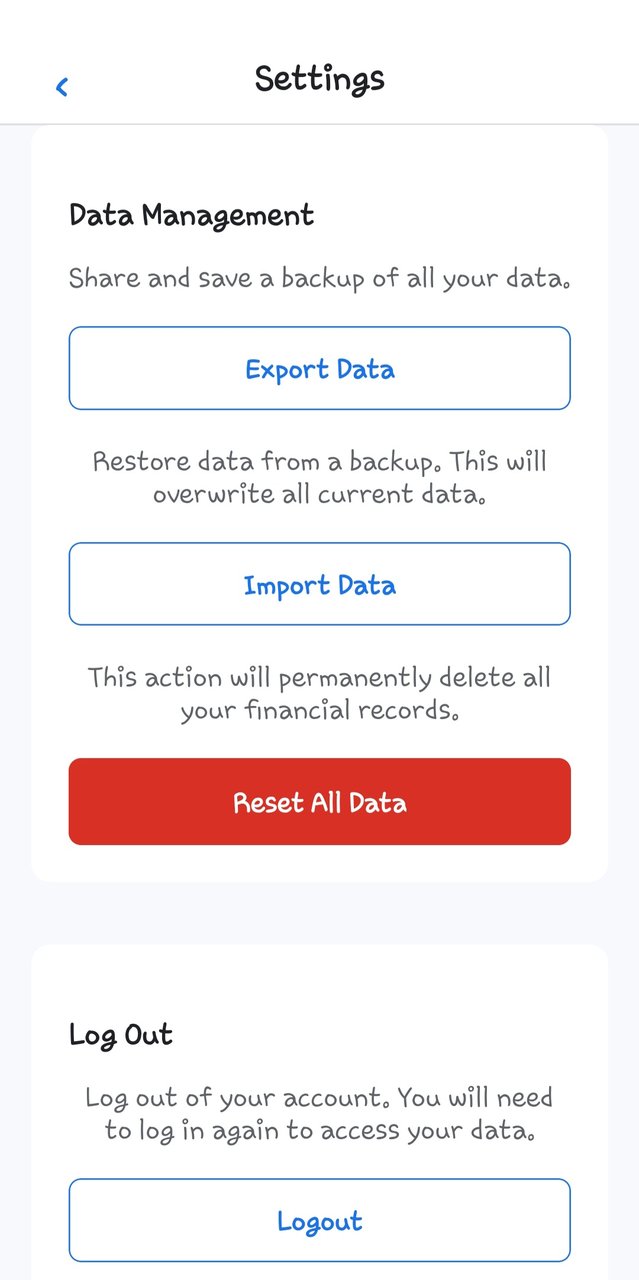 Settings
Data Management
Share and save a backup of all your data.
Export Data
Restore data from a backup. This will
overwrite all current data.
Import Data
This action will permanently delete all
your financial records.
Reset All Data
Log Out
Log out of your account. You will need
to log in again to access your data.
Logout